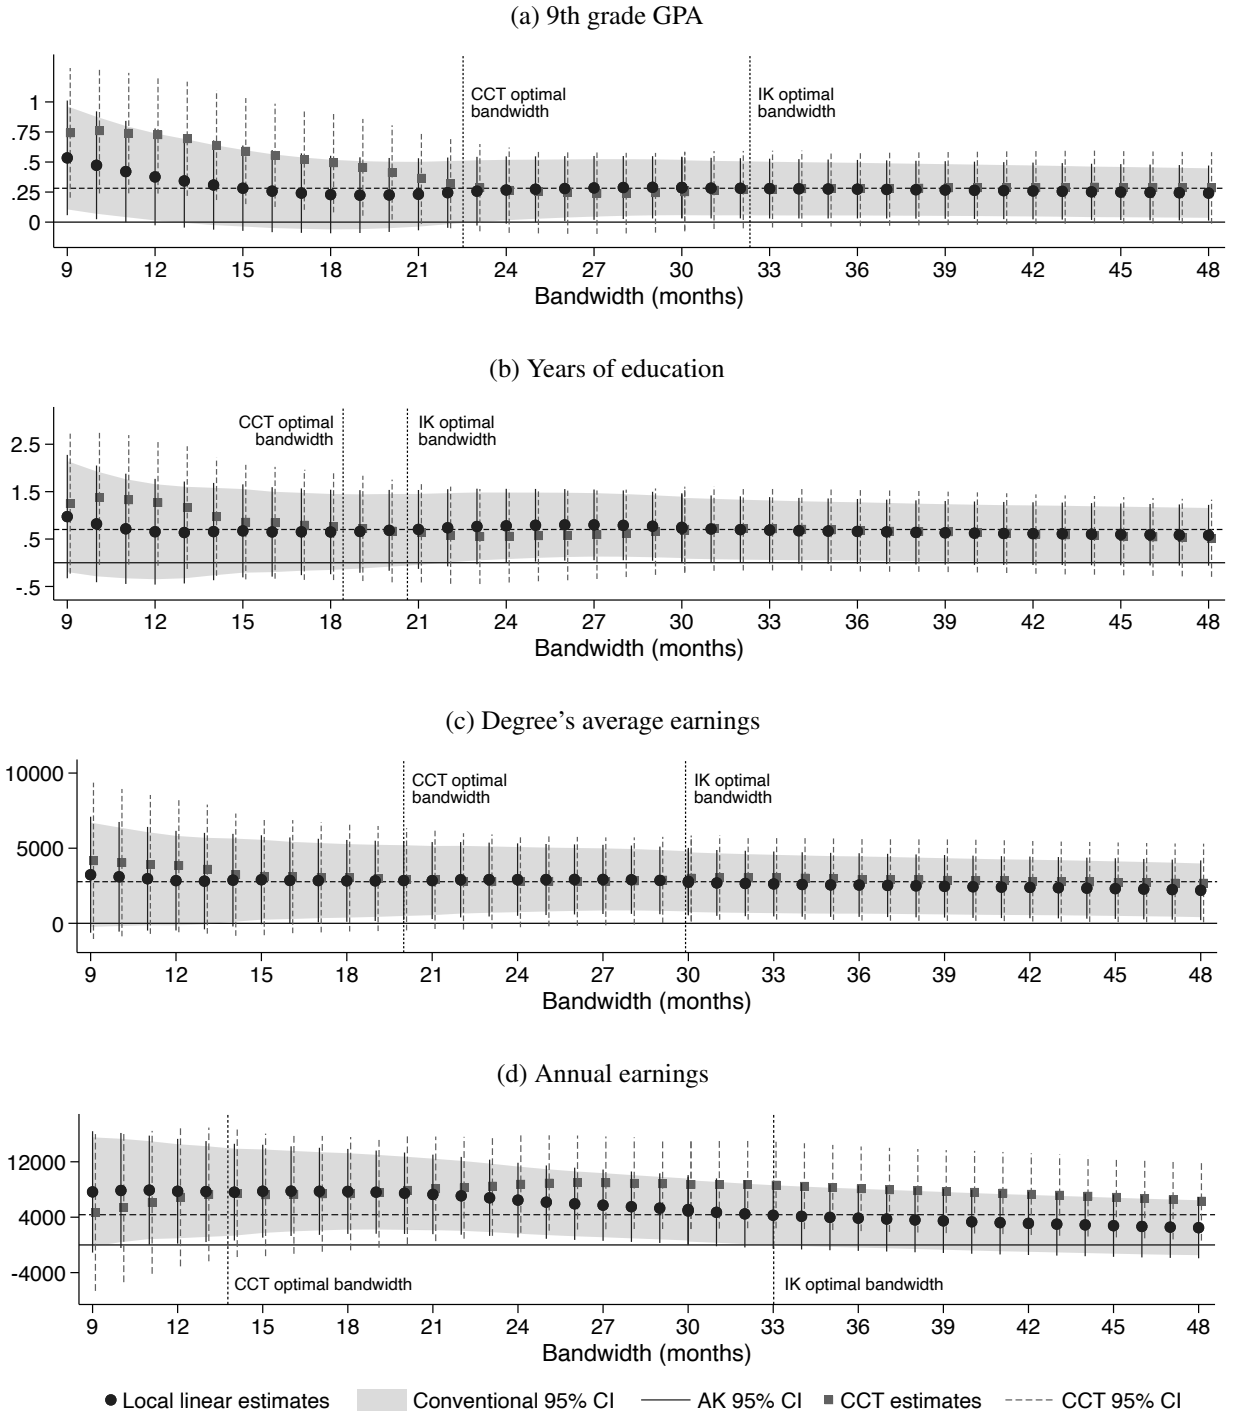 (a) 9th grade GPA
CCT optimal
bandwidth
IK optimal
bandwidth
1
.75
.5
.25
0
9 12 15 18 21 24 27 30 33 36 39 42 45 48
Bandwidth (months)
(b) Years of education
CCT optimal
bandwidth
IK optimal
bandwidth
2.5
1.5
.5
-.5
9 12 15 18 21 24 27 30 33 36 39 42 45 48
Bandwidth (months)
(c) Degree's average earnings
CCT optimal
bandwidth
IK optimal
bandwidth
10000
5000
0
9 12 15 18 21 24 27 30 33 36 39 42 45 48
Bandwidth (months)
(d) Annual earnings
12000
4000
-4000
CCT optimal bandwidth
IK optimal bandwidth
9 12 15 18 21 24 27 30 33 36 39 42 45 48
Bandwidth (months)
Local linear estimates Conventional 95% CI AK 95% CI CCT estimates CCT 95% CI